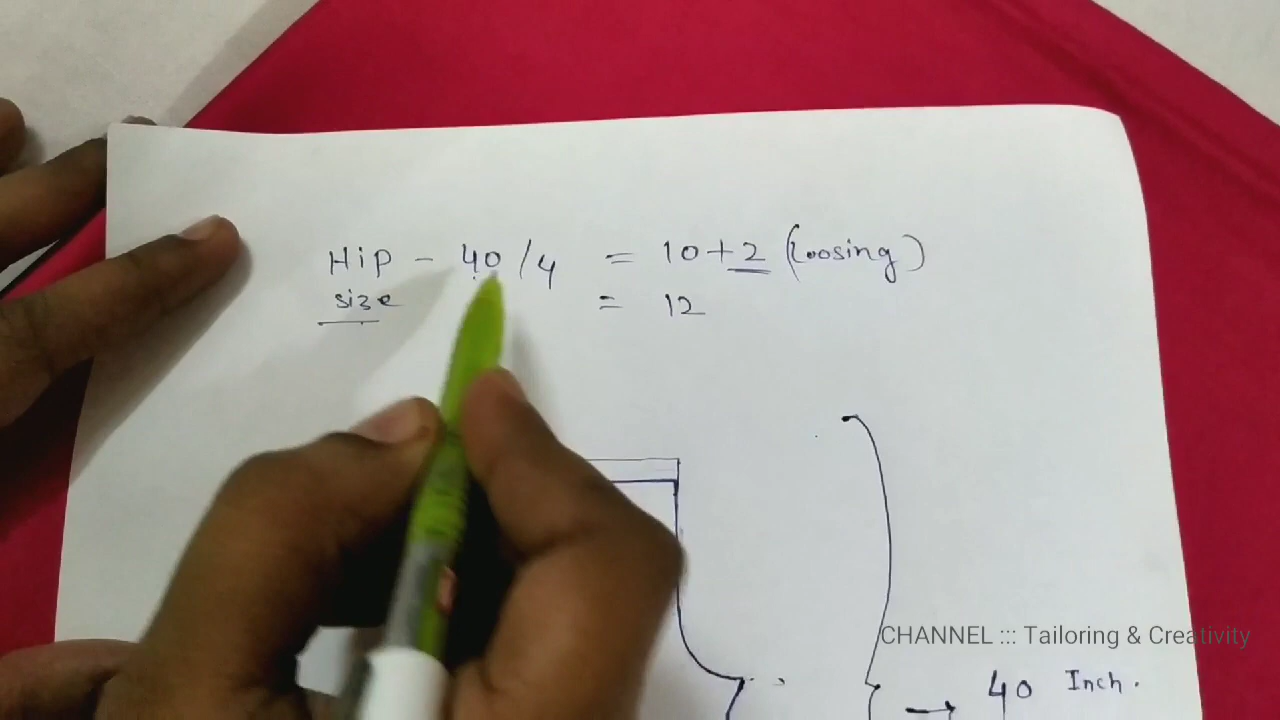 Hip - 40/4 = 10+2 (Loosing)
size = 12
CHANNEL ::: Tailoring & Creativity
→ 40 Inch.